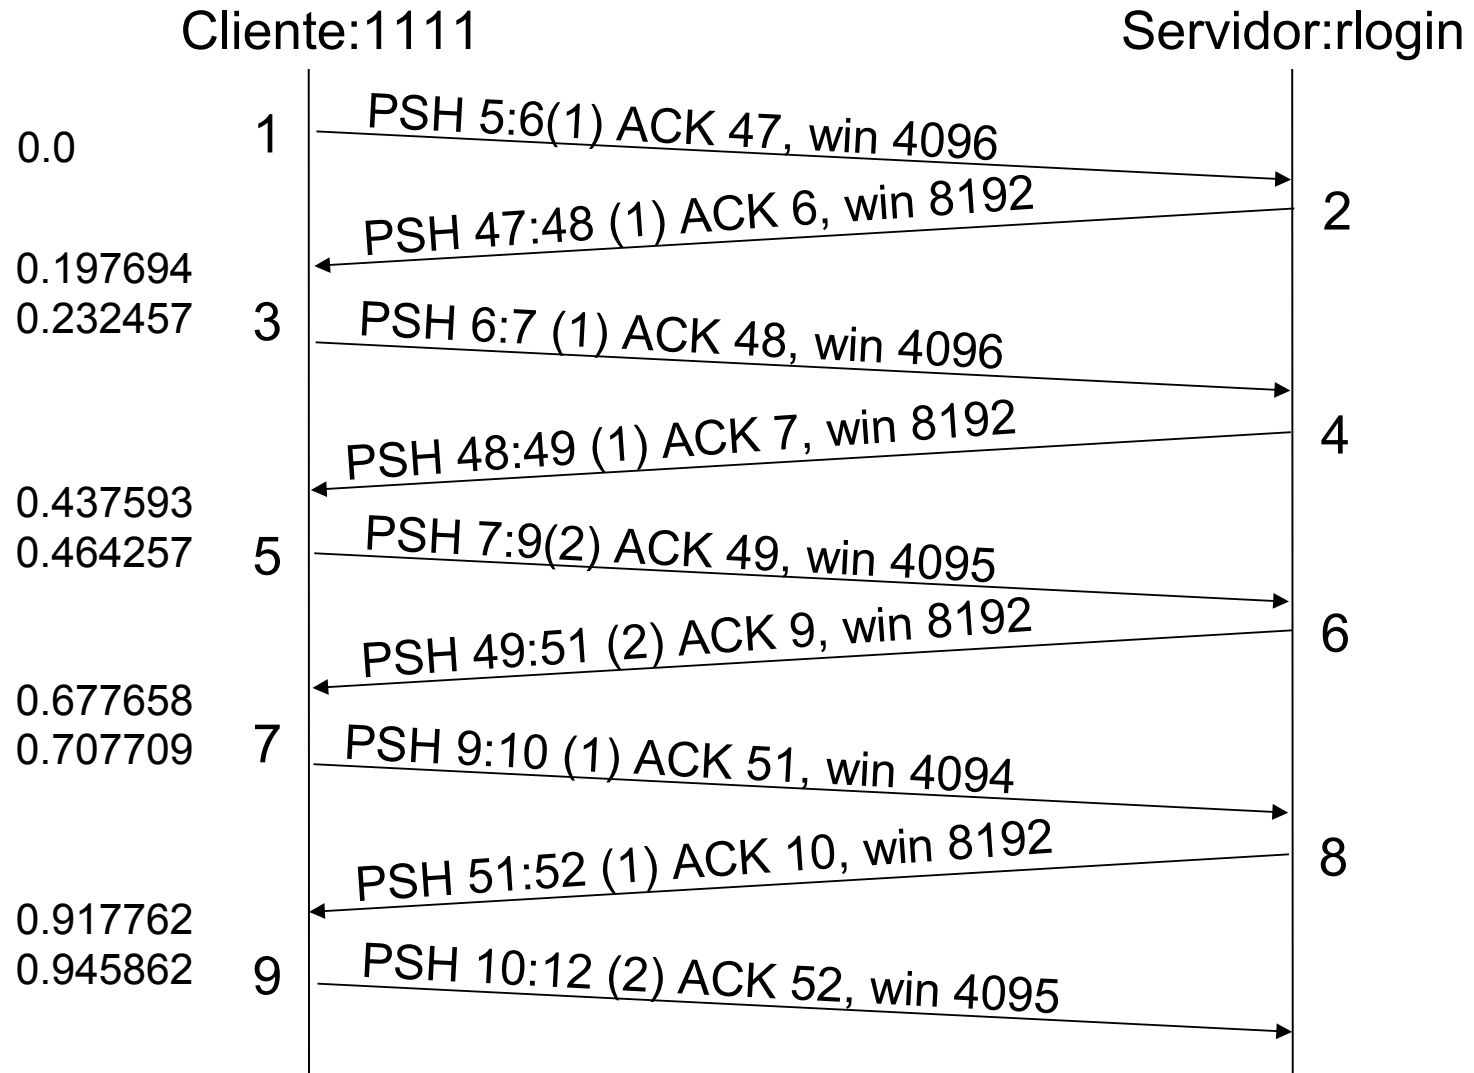 Cliente:1111 Servidor:rlogin
0.0 1 PSH 5:6(1) ACK 47, win 4096
PSH 47:48 (1) ACK 6, win 8192 2
0.197694
0.232457 3 PSH 6:7 (1) ACK 48, win 4096
PSH 48:49 (1) ACK 7, win 8192 4
0.437593
0.464257 5 PSH 7:9(2) ACK 49, win 4095
PSH 49:51 (2) ACK 9, win 8192 6
0.677658
0.707709 7 PSH 9:10 (1) ACK 51, win 4094
PSH 51:52 (1) ACK 10, win 8192 8
0.917762
0.945862 9 PSH 10:12 (2) ACK 52, win 4095